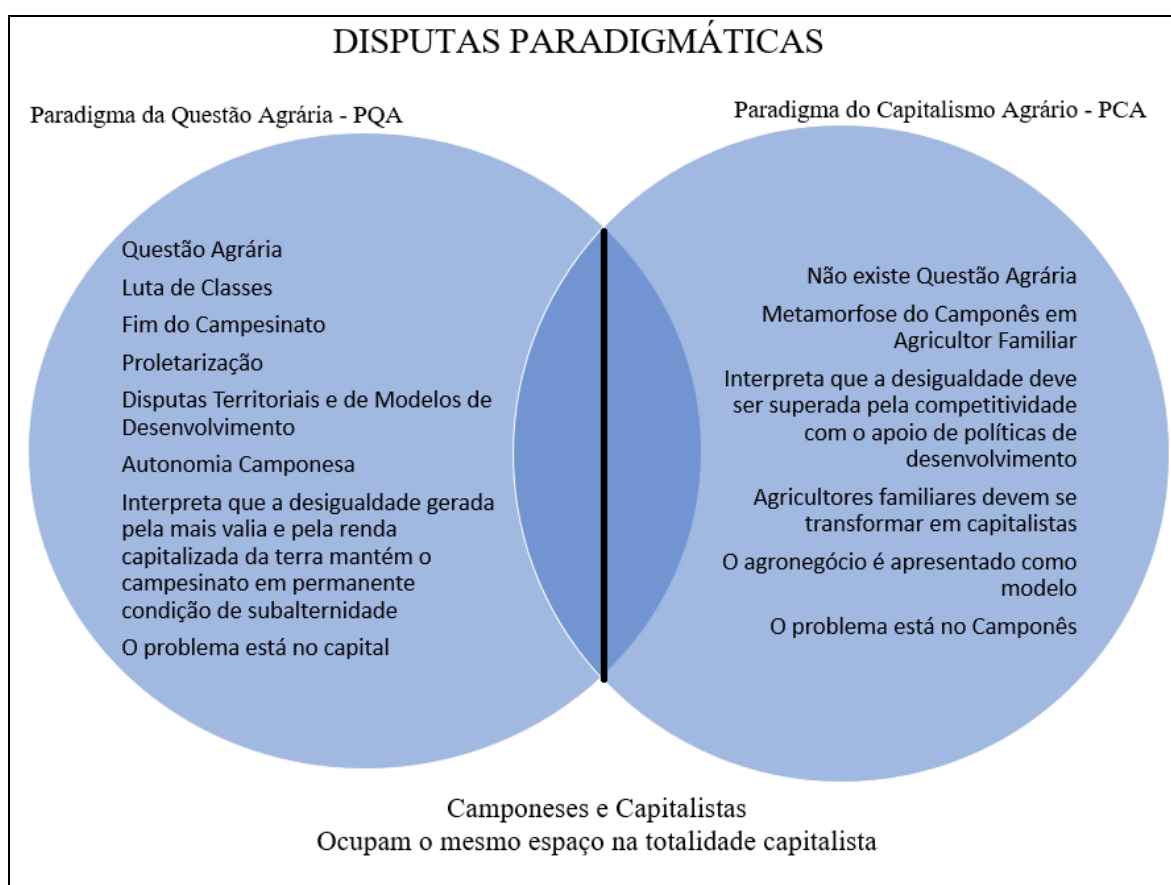 DISPUTAS PARADIGMÁTICAS
Paradigma da Questão Agrária - PQA
Paradigma do Capitalismo Agrário - PCA
Questão Agrária
Luta de Classes
Fim do Campesinato
Proletarização
Disputas Territoriais e de Modelos de
Desenvolvimento
Autonomia Camponesa
Interpreta que a desigualdade gerada
pela mais valia e pela renda
capitalizada da terra mantém o
campesinato em permanente
condição de subalternidade
O problema está no capital
Não existe Questão Agrária
Metamorfose do Camponês em
Agricultor Familiar
Interpreta que a desigualdade deve
ser superada pela competitividade
com o apoio de políticas de
desenvolvimento
Agricultores familiares devem se
transformar em capitalistas
O agronegócio é apresentado como
modelo
O problema está no Camponês
Camponeses e Capitalistas
Ocupam o mesmo espaço na totalidade capitalista